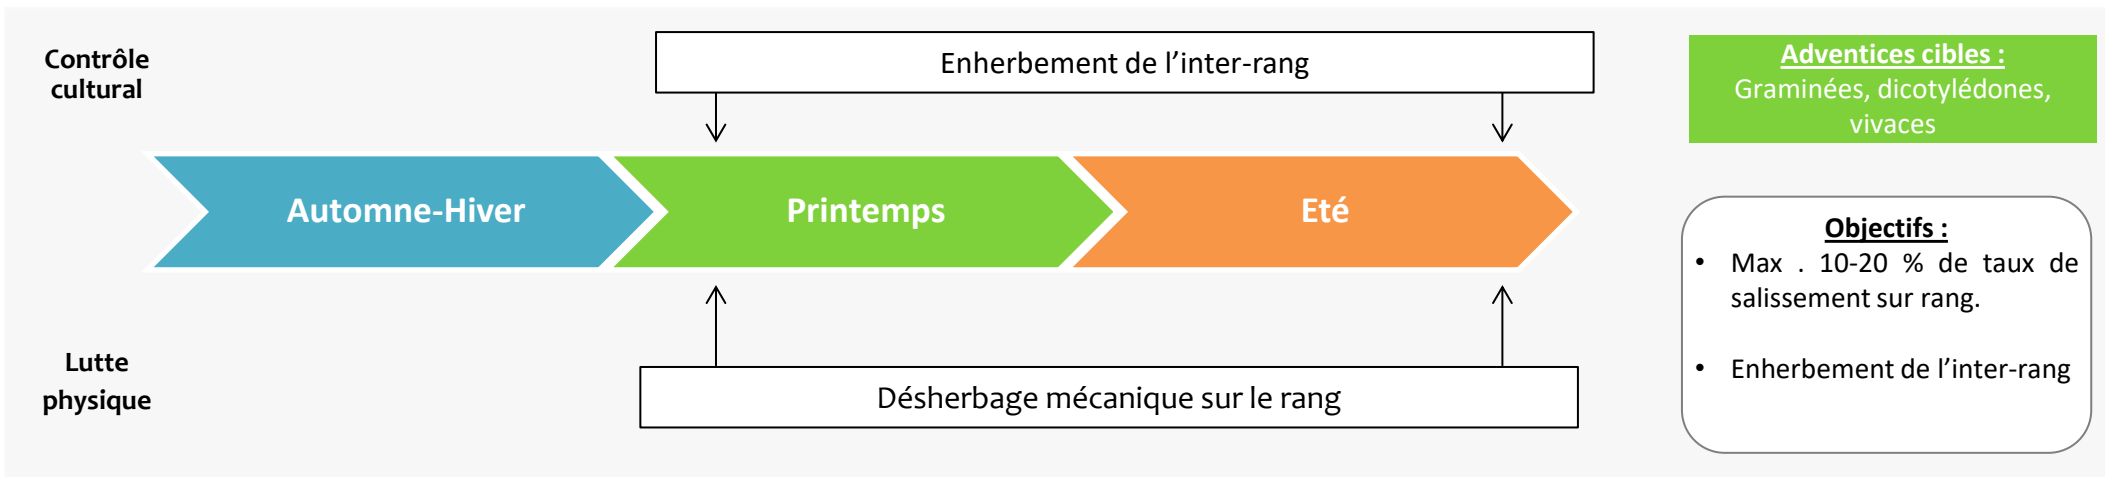 Contrôle
cultural
Enherbement de l’inter-rang
Adventices cibles :
Graminées, dicotylédones,
vivaces
Automne-Hiver
Printemps
Eté
Objectifs :
• Max . 10-20 % de taux de
salissement sur rang.
• Enherbement de l’inter-rang
Lutte
physique
Désherbage mécanique sur le rang